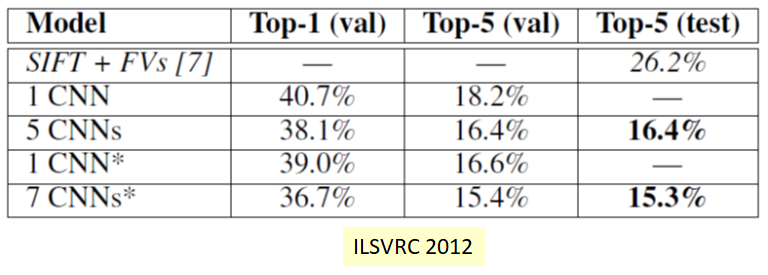 Model Top-1 (val) Top-5 (val) Top-5 (test)
SIFT + FVs [7] — — 26.2%
1 CNN 40.7% 18.2% —
5 CNNs 38.1% 16.4% 16.4%
1 CNN* 39.0% 16.6% —
7 CNNs* 36.7% 15.4% 15.3%
ILSVRC 2012